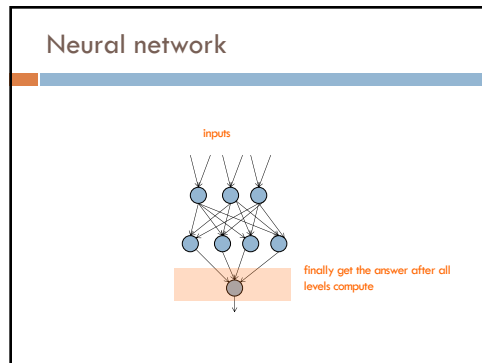 Neural network
inputs
finally get the answer after all
levels compute